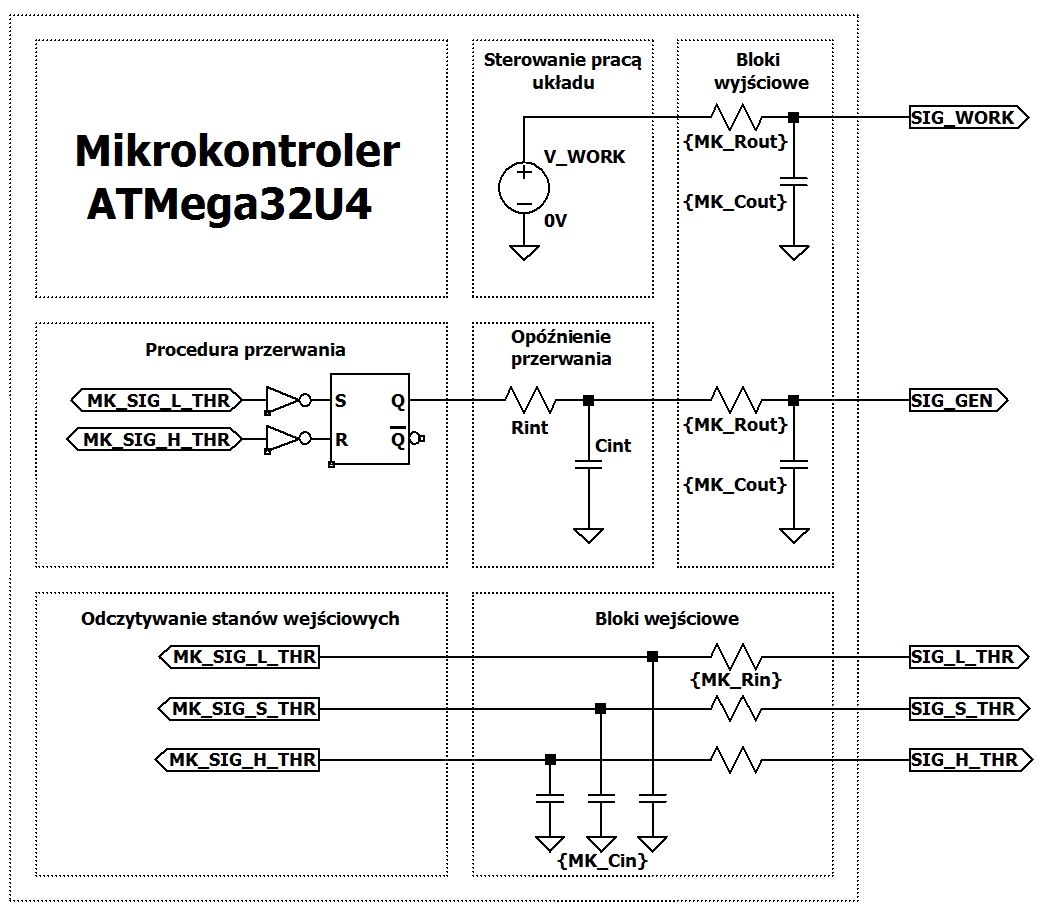 Mikrokontroler
ATMega32U4
Sterowanie pracą
układu
V_WORK
0V
Bloki
wyjściowe
{MK_Rout}
{MK_Cout}
SIG_WORK
Procedura przerwania
MK_SIG_L_THR
MK_SIG_H_THR
S
R
Q
Q
Opóźnienie
przerwania
Rint
Cint
{MK_Rout}
{MK_Cout}
SIG_GEN
Odczytywanie stanów wejściowych
MK_SIG_L_THR
MK_SIG_S_THR
MK_SIG_H_THR
Bloki wejściowe
{MK_Rin}
{MK_Cin}
SIG_L_THR
SIG_S_THR
SIG_H_THR